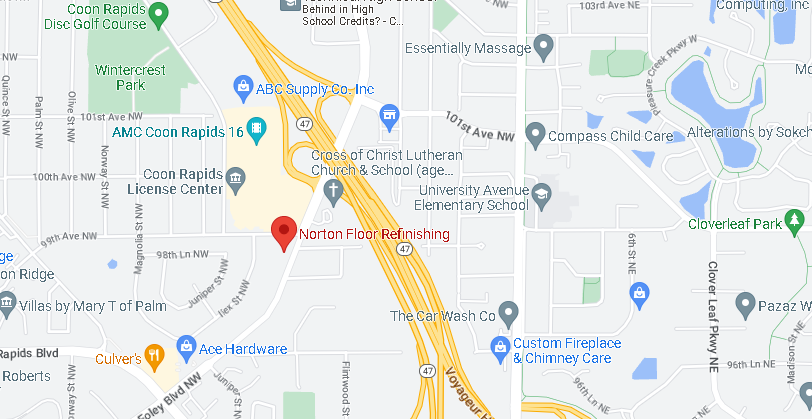 Coon Rapids
Disc Golf Course
Behind in High
School Credits? - C...
103rd Ave NE
Computing, inc
Essentially Massage
Pleasure Creek Pkwy W
Wintercrest
Park
ABC Supply Co. Inc
Quince St NW
Palm St NW
Olive St NW
101st Ave NW
47
101st Ave NW
AMC Coon Rapids 16
Compass Child Care
Alterations by Sokch
Norway St NW
Cross of Christ Lutheran
Church & School (age...
Coon Rapids
License Center
100th Ave NW
University Avenue
Elementary School
Magnolia St NW
Cloverleaf Park
99th Ave NW
Norton Floor Refinishing
47
6th St NE
98th Ln NW
on Ridge
Juniper St NW
Ilex St NW
Clover Leaf Pkwy NE
Villas by Mary T of Palm
The Car Wash Co
Pazaz W
Rapids Blvd
Culver's
Ace Hardware
Custom Fireplace
& Chimney Care
Madison St NE
96th Ln NE
Roberts
Norway St NW
Foley Blvd NW
Juniper St
Flintwood St
47
Voyageur H
96th Ln NE